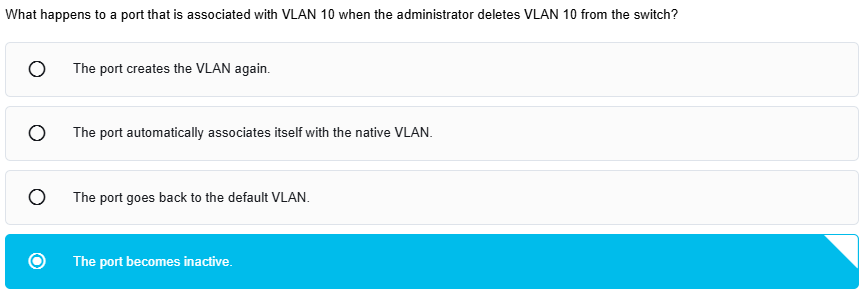 What happens to a port that is associated with VLAN 10 when the administrator deletes VLAN 10 from the switch?
The port creates the VLAN again.
The port automatically associates itself with the native VLAN.
The port goes back to the default VLAN.
The port becomes inactive.